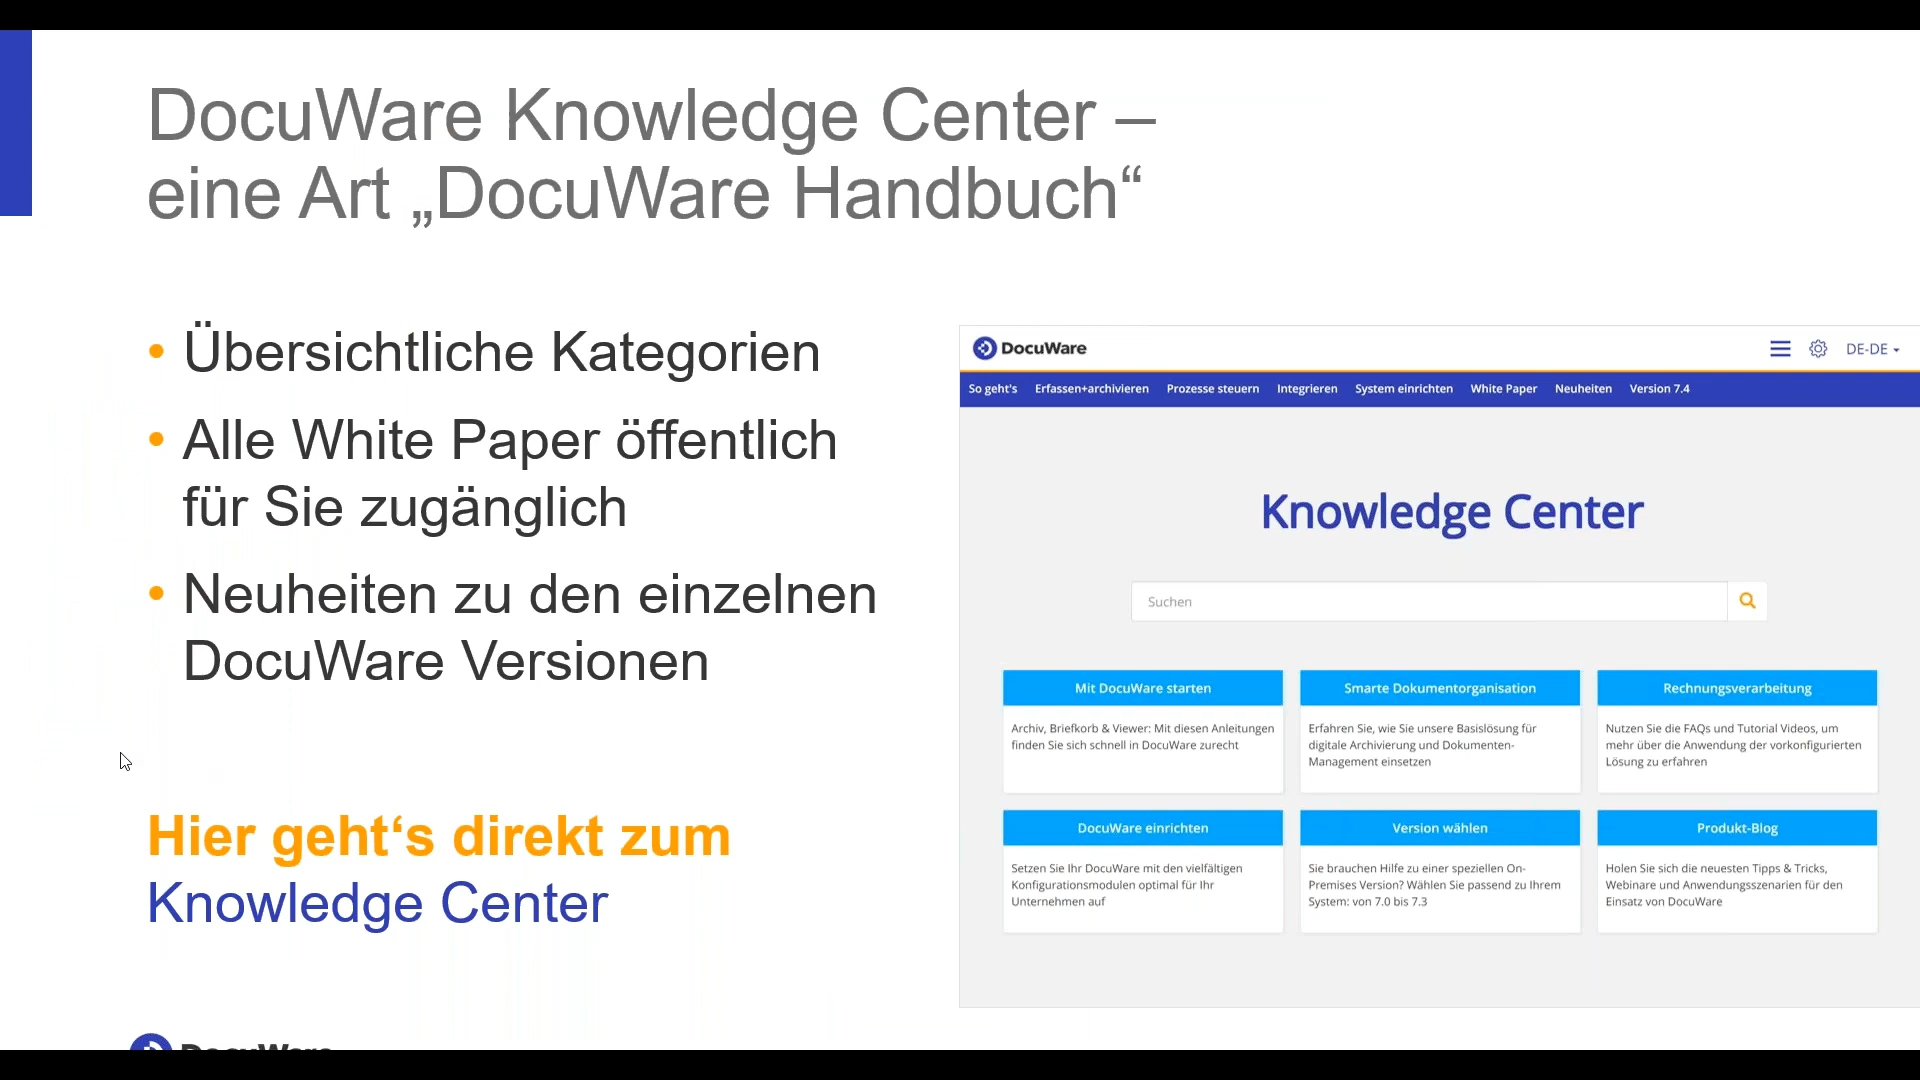 DocuWare Knowledge Center –
eine Art „DocuWare Handbuch“
• Übersichtliche Kategorien
• Alle White Paper öffentlich
für Sie zugänglich
• Neuheiten zu den einzelnen
DocuWare Versionen
Hier geht‘s direkt zum
Knowledge Center
DocuWare
DE-DE
So geht's Erfassen+archivieren Prozesse steuern Integrieren System einrichten White Paper Neuheiten Version 7.4
Knowledge Center
Suchen
Mit DocuWare starten
Archiv, Briefkorb & Viewer: Mit diesen Anleitungen
finden Sie sich schnell in DocuWare zurecht
Smarte Dokumentorganisation
Erfahren Sie, wie Sie unsere Basislösung für
digitale Archivierung und Dokumenten-
Management einsetzen
Rechnungsverarbeitung
Nutzen Sie die FAQs und Tutorial Videos, um
mehr über die Anwendung der vorkonfigurierten
Lösung zu erfahren
DocuWare einrichten
Setzen Sie Ihr DocuWare mit den vielfältigen
Konfigurationsmodulen optimal für Ihr
Unternehmen auf
Version wählen
Sie brauchen Hilfe zu einer speziellen On-
Premises Version? Wählen Sie passend zu Ihrem
System: von 7.0 bis 7.3
Produkt-Blog
Holen Sie sich die neuesten Tipps & Tricks,
Webinare und Anwendungsszenarien für den
Einsatz von DocuWare
DocuWare